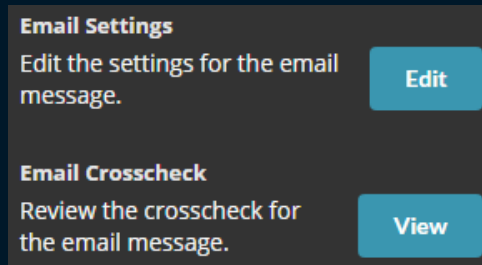 Email Settings
Edit the settings for the email
message.
Edit
Email Crosscheck
Review the crosscheck for
the email message.
View